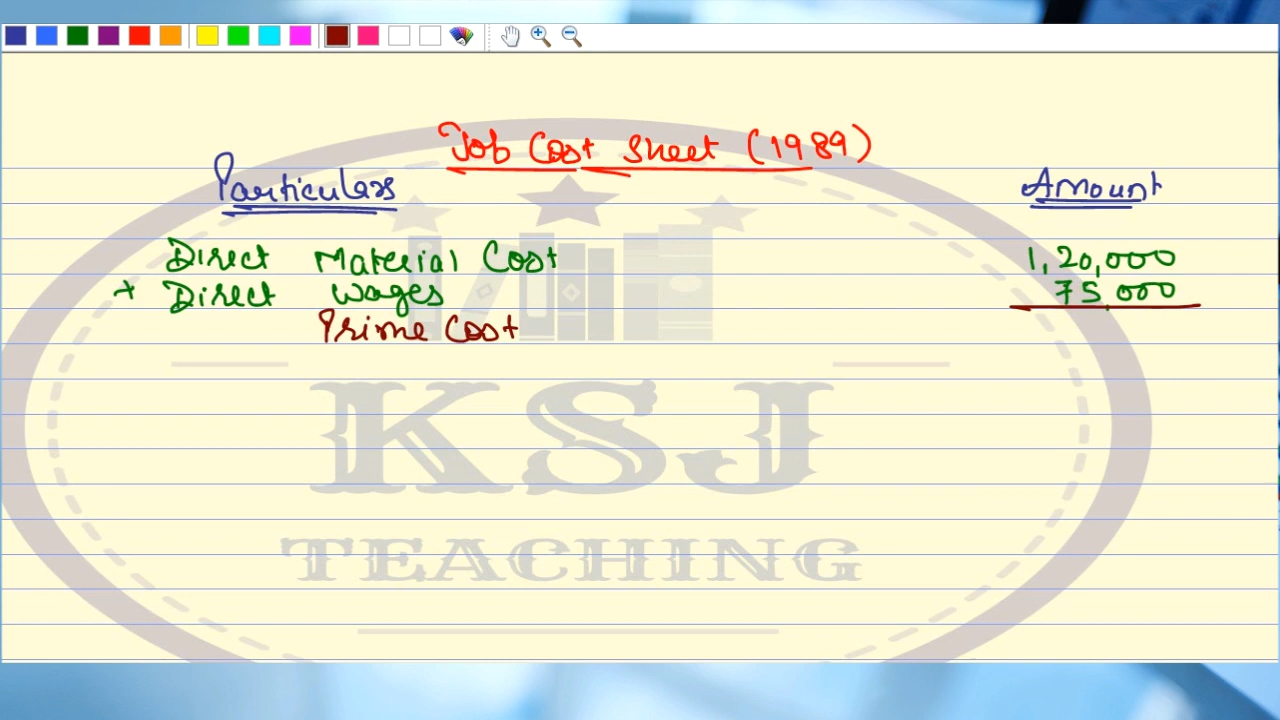 Job Cost Sheet (1989)
Particulars Amount
Direct Material Cost 1,20,000
+ Direct wages 75,000
Prime Cost
KSJ
TEACHING